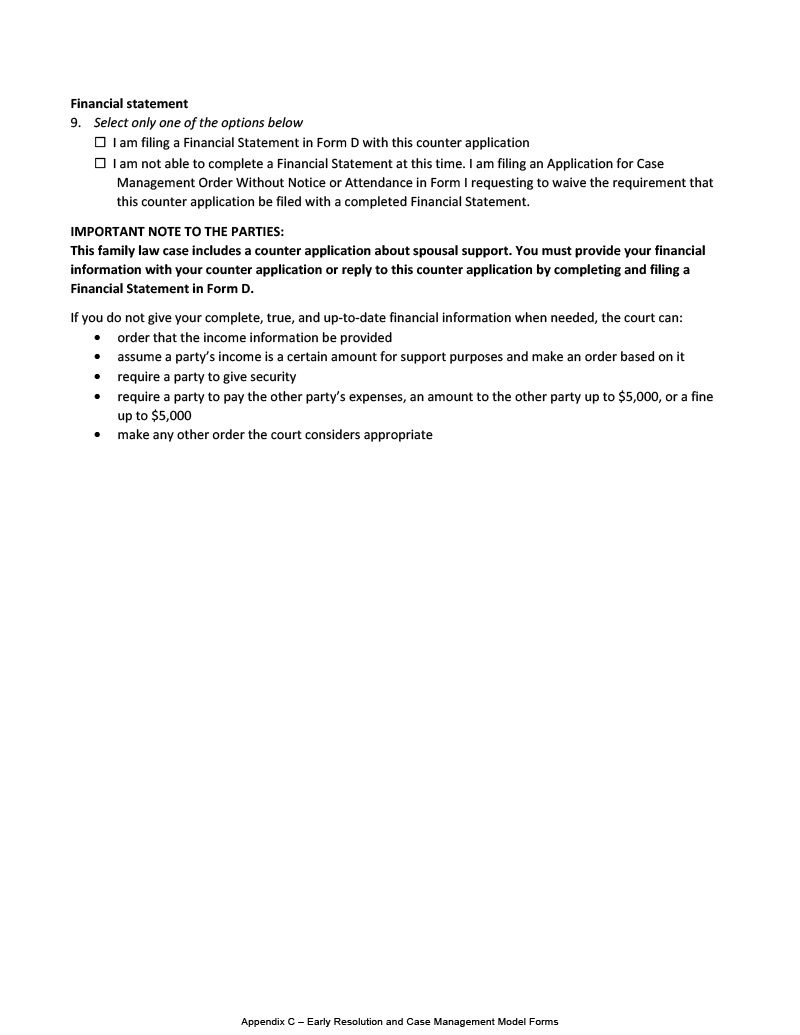 Financial statement
9. Select only one of the options below
☐ I am filing a Financial Statement in Form D with this counter application
☐ I am not able to complete a Financial Statement at this time. I am filing an Application for Case
Management Order Without Notice or Attendance in Form I requesting to waive the requirement that
this counter application be filed with a completed Financial Statement.
IMPORTANT NOTE TO THE PARTIES:
This family law case includes a counter application about spousal support. You must provide your financial
information with your counter application or reply to this counter application by completing and filing a
Financial Statement in Form D.
If you do not give your complete, true, and up-to-date financial information when needed, the court can:
• order that the income information be provided
• assume a party’s income is a certain amount for support purposes and make an order based on it
• require a party to give security
• require a party to pay the other party’s expenses, an amount to the other party up to $5,000, or a fine
up to $5,000
• make any other order the court considers appropriate
Appendix C – Early Resolution and Case Management Model Forms